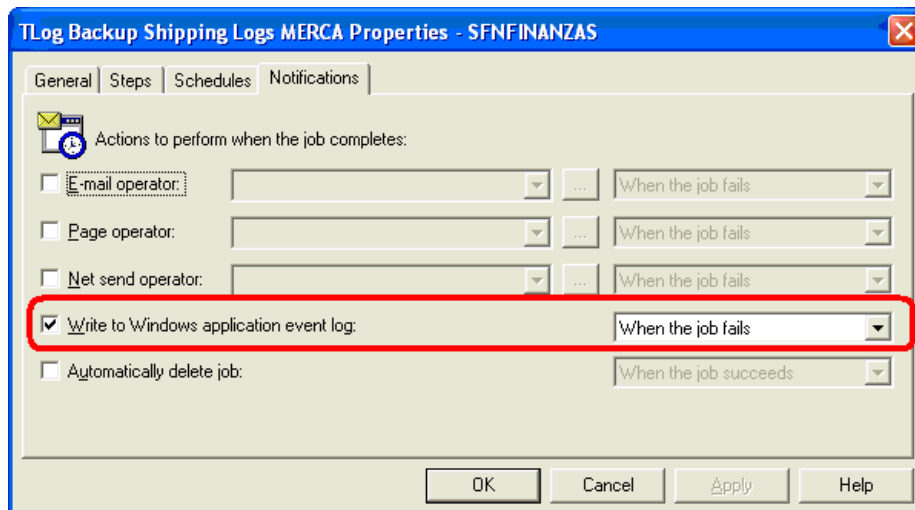 TLog Backup Shipping Logs MERCA Properties - SFNFINANZAS
General Steps Schedules Notifications
Actions to perform when the job completes:
E-mail operator: ... When the job fails
Page operator: ... When the job fails
Net send operator: ... When the job fails
Write to Windows application event log: When the job fails
Automatically delete job: When the job succeeds
OK Cancel Apply Help